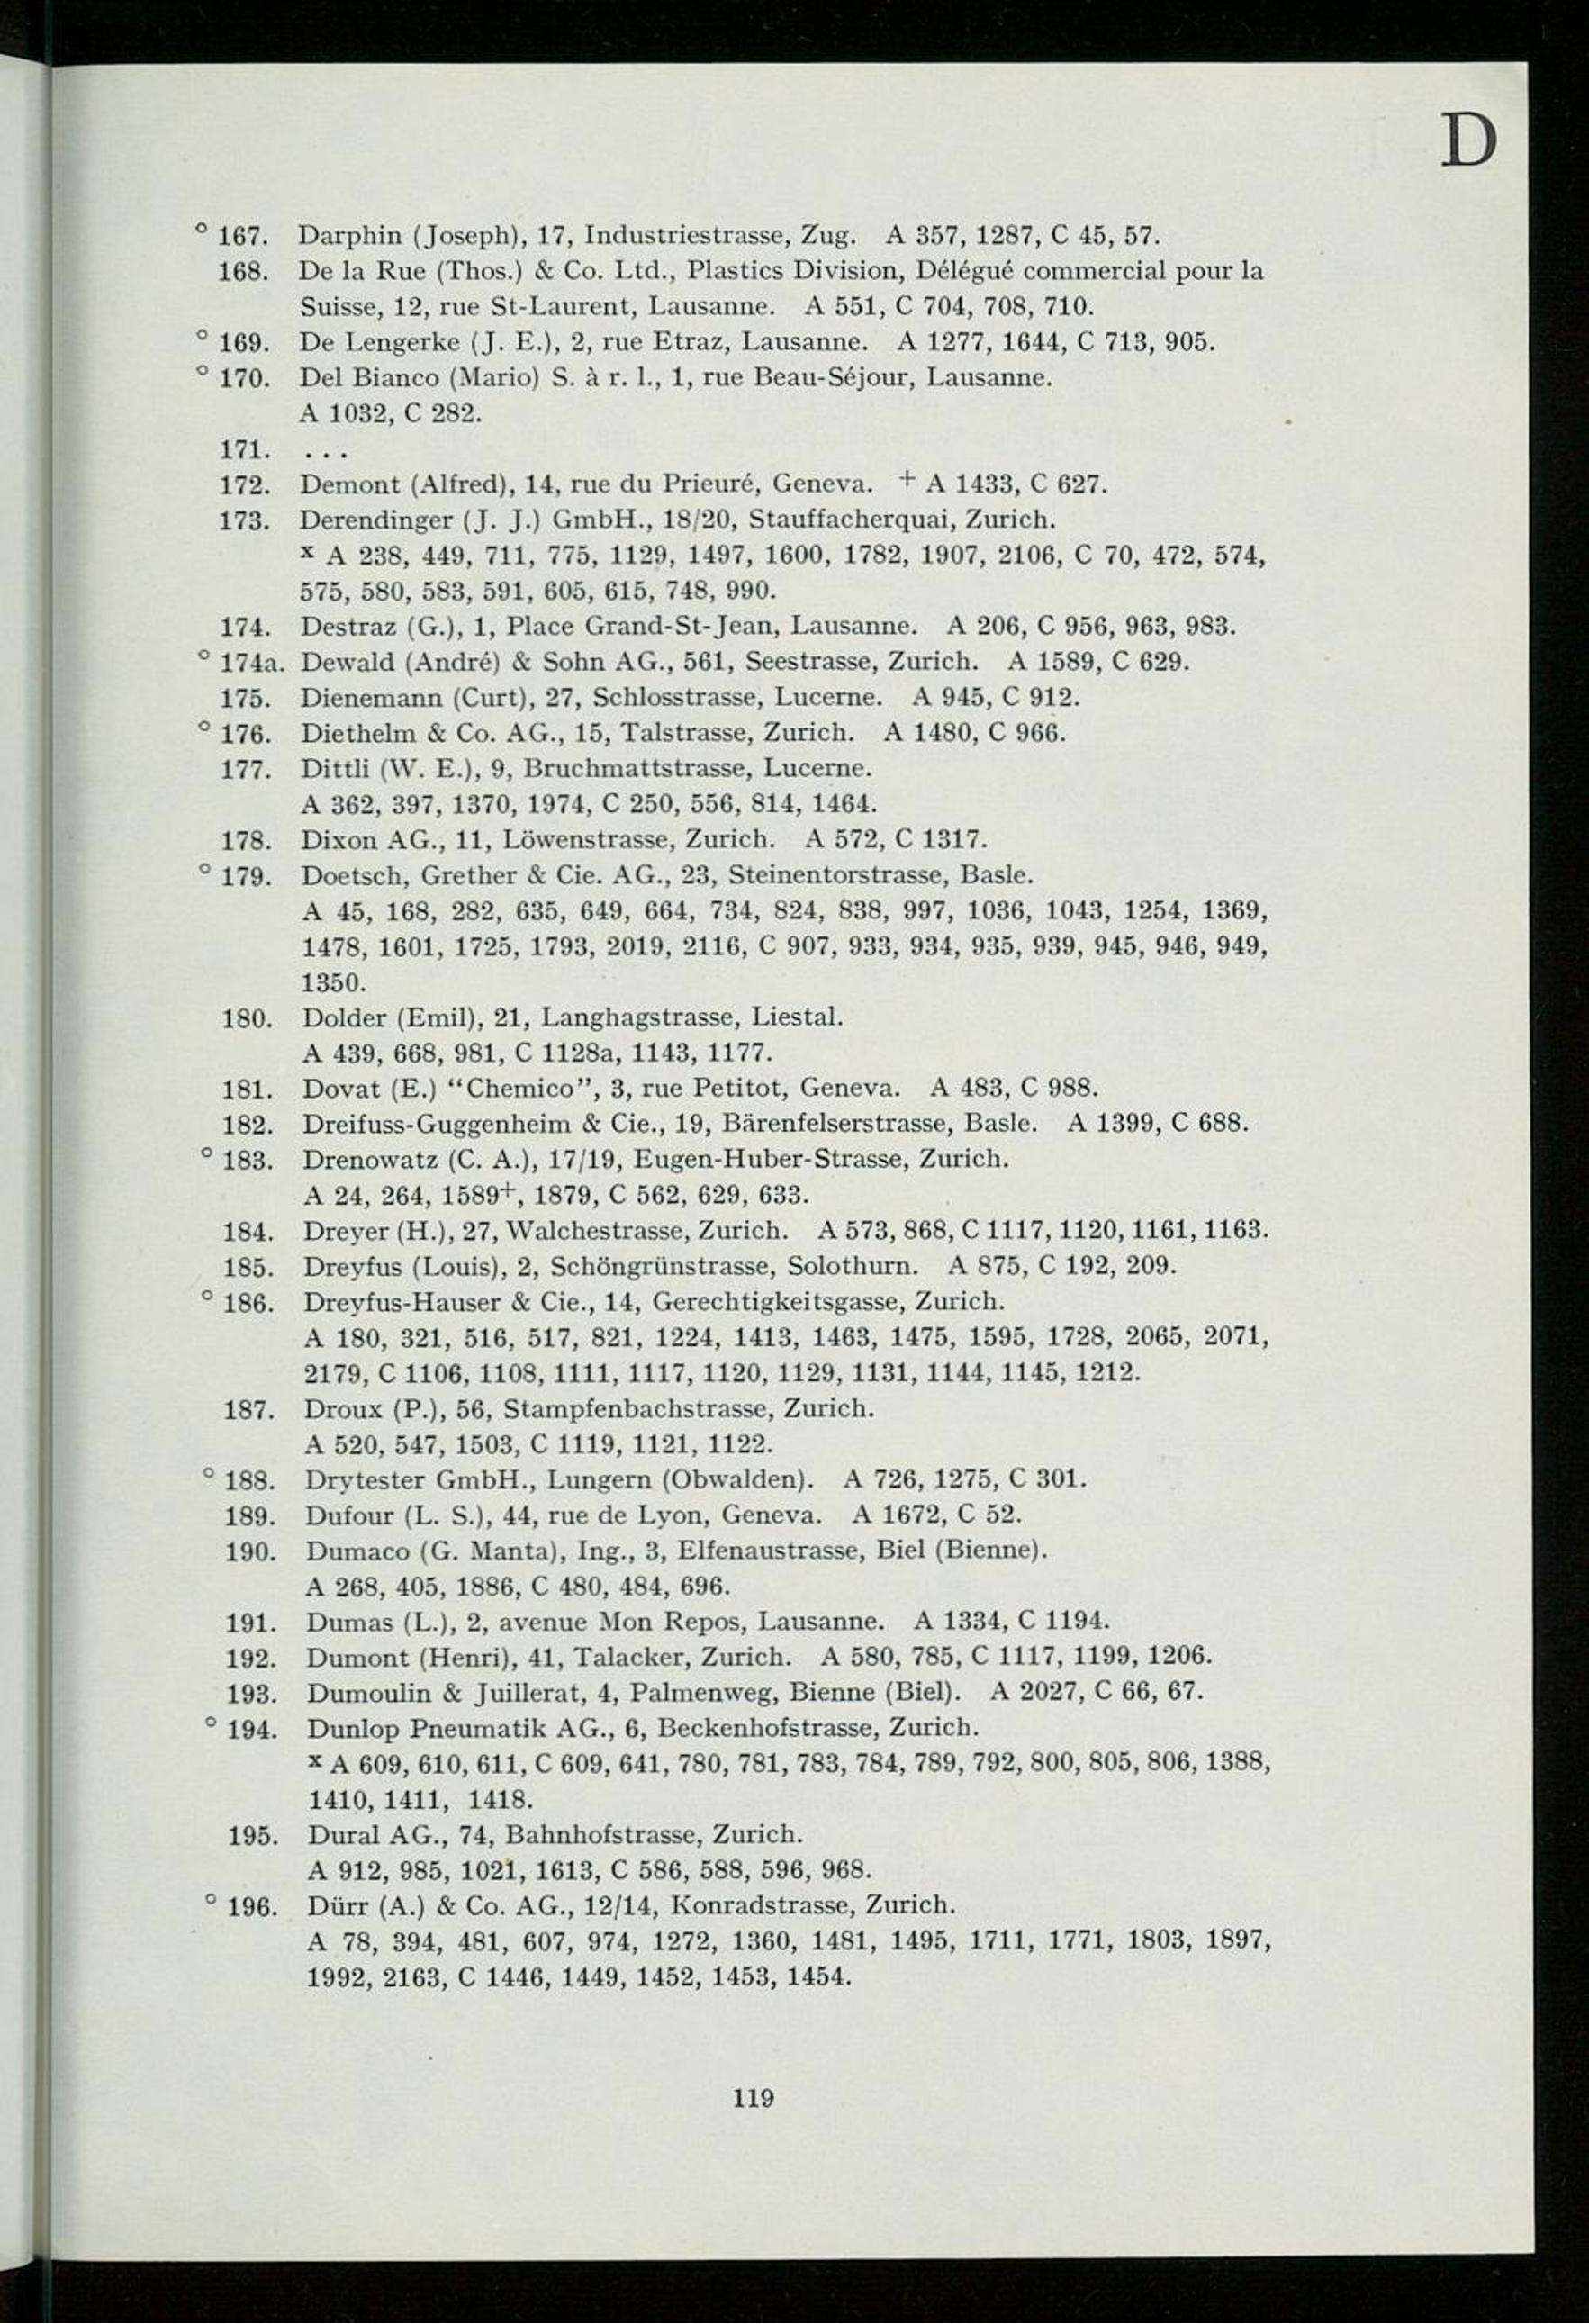 D
° 167. Darphin (Joseph), 17, Industriestrasse, Zug. A 357, 1287, C 45, 57.
168. De la Rue (Thos.) & Co. Ltd., Plastics Division, Délégué commercial pour la
Suisse, 12, rue St-Laurent, Lausanne. A 551, C 704, 708, 710.
° 169. De Lengerke (J. E.), 2, rue Etraz, Lausanne. A 1277, 1644, C 713, 905.
° 170. Del Bianco (Mario) S. à r. l., 1, rue Beau-Séjour, Lausanne.
A 1032, C 282.
171. ...
172. Demont (Alfred), 14, rue du Prieuré, Geneva. + A 1433, C 627.
173. Derendinger (J. J.) GmbH., 18/20, Stauffacherquai, Zurich.
x A 238, 449, 711, 775, 1129, 1497, 1600, 1782, 1907, 2106, C 70, 472, 574,
575, 580, 583, 591, 605, 615, 748, 990.
174. Destraz (G.), 1, Place Grand-St-Jean, Lausanne. A 206, C 956, 963, 983.
° 174a. Dewald (André) & Sohn AG., 561, Seestrasse, Zurich. A 1589, C 629.
175. Dienemann (Curt), 27, Schlosstrasse, Lucerne. A 945, C 912.
° 176. Diethelm & Co. AG., 15, Talstrasse, Zurich. A 1480, C 966.
177. Dittli (W. E.), 9, Bruchmattstrasse, Lucerne.
A 362, 397, 1370, 1974, C 250, 556, 814, 1464.
178. Dixon AG., 11, Löwenstrasse, Zurich. A 572, C 1317.
° 179. Doetsch, Grether & Cie. AG., 23, Steinentorstrasse, Basle.
A 45, 168, 282, 635, 649, 664, 734, 824, 838, 997, 1036, 1043, 1254, 1369,
1478, 1601, 1725, 1793, 2019, 2116, C 907, 933, 934, 935, 939, 945, 946, 949,
1350.
180. Dolder (Emil), 21, Langhagstrasse, Liestal.
A 439, 668, 981, C 1128a, 1143, 1177.
181. Dovat (E.) “Chemico”, 3, rue Petitot, Geneva. A 483, C 988.
182. Dreifuss-Guggenheim & Cie., 19, Bärenfelserstrasse, Basle. A 1399, C 688.
° 183. Drenowatz (C. A.), 17/19, Eugen-Huber-Strasse, Zurich.
A 24, 264, 1589+, 1879, C 562, 629, 633.
184. Dreyer (H.), 27, Walchestrasse, Zurich. A 573, 868, C 1117, 1120, 1161, 1163.
185. Dreyfus (Louis), 2, Schöngrünstrasse, Solothurn. A 875, C 192, 209.
° 186. Dreyfus-Hauser & Cie., 14, Gerechtigkeitsgasse, Zurich.
A 180, 321, 516, 517, 821, 1224, 1413, 1463, 1475, 1595, 1728, 2065, 2071,
2179, C 1106, 1108, 1111, 1117, 1120, 1129, 1131, 1144, 1145, 1212.
187. Droux (P.), 56, Stampfenbachstrasse, Zurich.
A 520, 547, 1503, C 1119, 1121, 1122.
° 188. Drytester GmbH., Lungern (Obwalden). A 726, 1275, C 301.
189. Dufour (L. S.), 44, rue de Lyon, Geneva. A 1672, C 52.
190. Dumaco (G. Manta), Ing., 3, Elfenaustrasse, Biel (Bienne).
A 268, 405, 1886, C 480, 484, 696.
191. Dumas (L.), 2, avenue Mon Repos, Lausanne. A 1334, C 1194.
192. Dumont (Henri), 41, Talacker, Zurich. A 580, 785, C 1117, 1199, 1206.
193. Dumoulin & Juillerat, 4, Palmenweg, Bienne (Biel). A 2027, C 66, 67.
° 194. Dunlop Pneumatik AG., 6, Beckenhofstrasse, Zurich.
x A 609, 610, 611, C 609, 641, 780, 781, 783, 784, 789, 792, 800, 805, 806, 1388,
1410, 1411, 1418.
195. Dural AG., 74, Bahnhofstrasse, Zurich.
A 912, 985, 1021, 1613, C 586, 588, 596, 968.
° 196. Dürr (A.) & Co. AG., 12/14, Konradstrasse, Zurich.
A 78, 394, 481, 607, 974, 1272, 1360, 1481, 1495, 1711, 1771, 1803, 1897,
1992, 2163, C 1446, 1449, 1452, 1453, 1454.
119